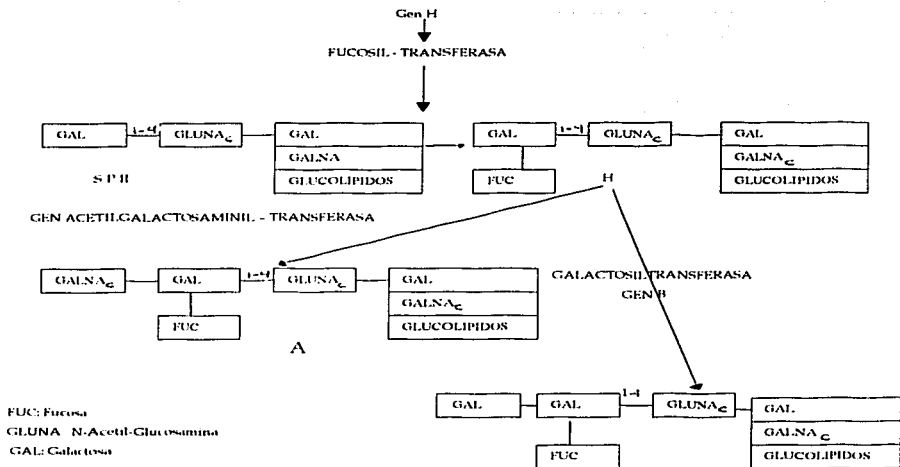 Gen H
FUCOSIL - TRANSFERASA
GAL 1-4 GLUNAC GAL
GALNA
GLUCOLIPIDOS
GAL 1-4 GLUNAC GAL
GALNAC
GLUCOLIPIDOS
FUC
S P II
H
GEN ACETILGALACTOSAMINIL - TRANSFERASA
GALNAC GAL 1-4 GLUNAC GAL
GALNAC
GLUCOLIPIDOS
FUC
A
GALACTOSILTRANSFERASA
GEN B
GAL GAL GLUNAC GAL
GALNAC
GLUCOLIPIDOS
FUC
FUC: Fucosa
GLUNA N-Acetil-Glucosamina
GAL: Galactosa